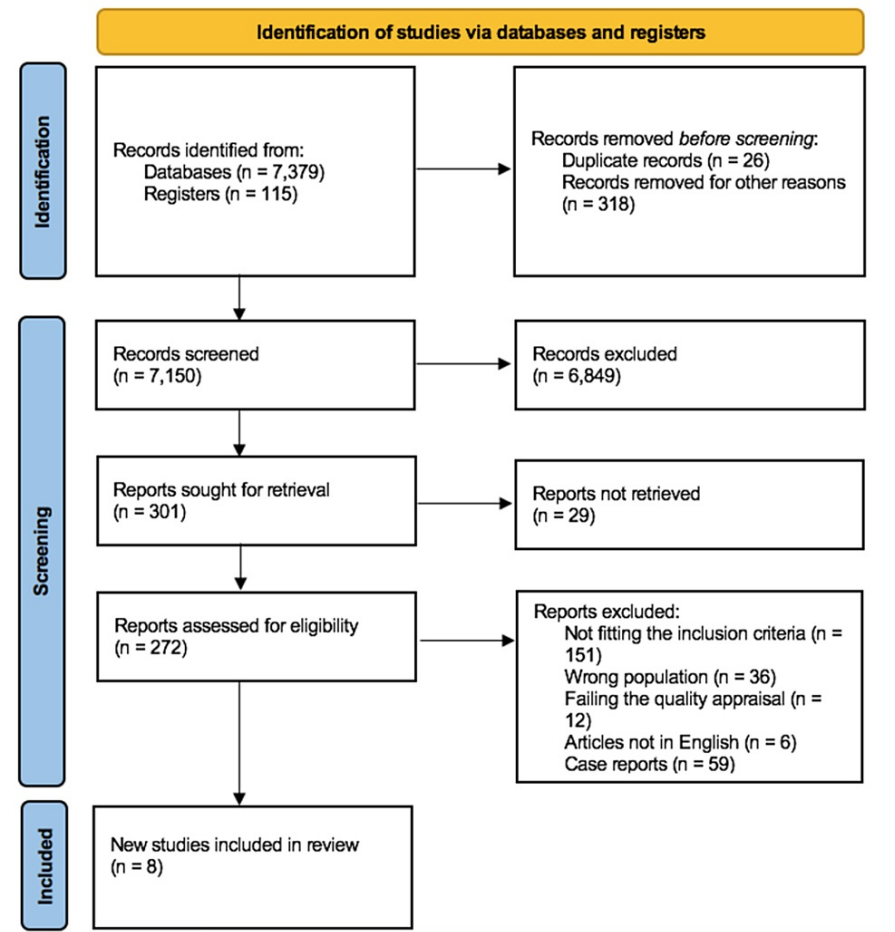 Identification of studies via databases and registers
Identification
Records identified from:
Databases (n = 7,379)
Registers (n = 115)
Records removed before screening:
Duplicate records (n = 26)
Records removed for other reasons
(n = 318)
Screening
Records screened
(n = 7,150)
Records excluded
(n = 6,849)
Reports sought for retrieval
(n = 301)
Reports not retrieved
(n = 29)
Reports assessed for eligibility
(n = 272)
Reports excluded:
Not fitting the inclusion criteria (n =
151)
Wrong population (n = 36)
Failing the quality appraisal (n =
12)
Articles not in English (n = 6)
Case reports (n = 59)
Included
New studies included in review
(n = 8)